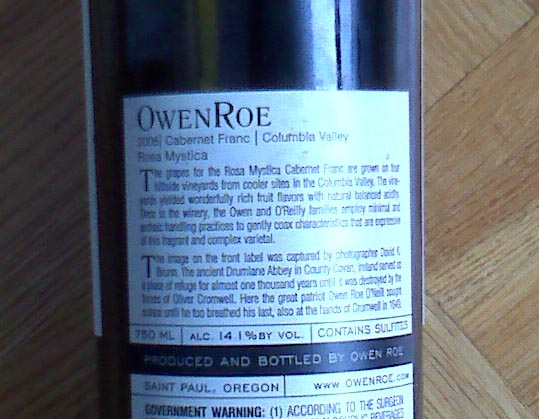 OWENROE
2006| Cabernet Franc | Columbia Valley
Rosa Mystica
The grapes for the Rosa Mystica Cabernet Franc are grown on four
hillside vineyards from cooler sites in the Columbia Valley. The vine-
yards yielded wonderfully rich fruit flavors with natural balanced acidity.
Once in the winery, the Owen and O'Reilly families employ minimal and
handling practices to gently coax characteristics that are expressive
of this fragrant and complex varietal.
The image on the front label was captured by photographer David K.
Brunn. The ancient Drumlane Abbey in County Cavan, Ireland served as
a place of refuge for almost one thousand years until it was destroyed by the
forces of Oliver Cromwell. Here the great patriot Owen Roe O'Neill sought
until he too breathed his last, also at the hands of Cromwell in 1649.
750 ML | ALC. 14.1% BY VOL. | CONTAINS SULFITES
PRODUCED AND BOTTLED BY OWEN ROE
SAINT PAUL, OREGON | WWW.OWENROE.COM
GOVERNMENT WARNING: (1) ACCORDING TO THE SURGEON
BEVERAGES